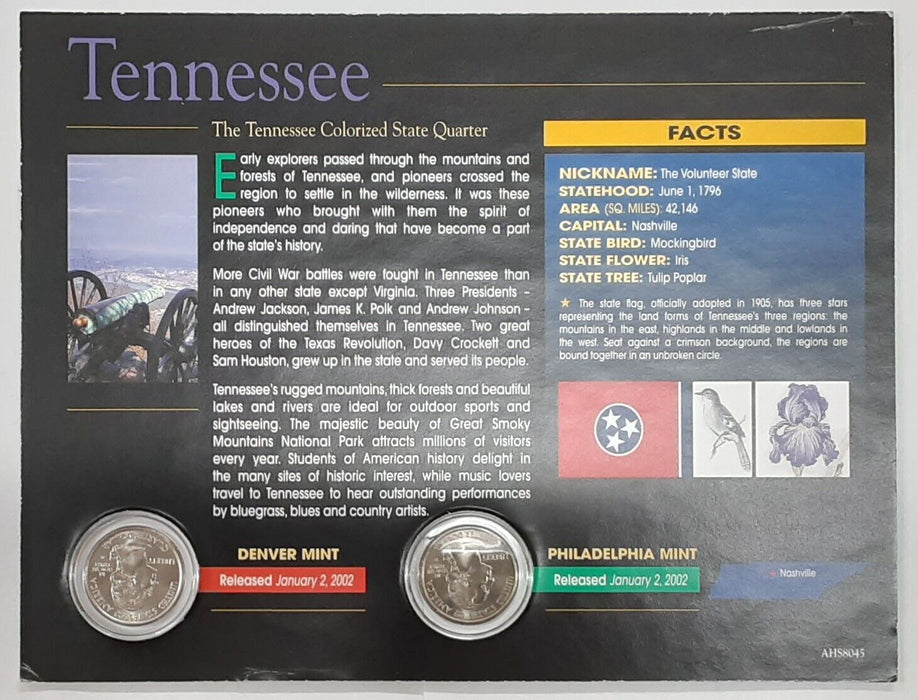 Tennessee
The Tennessee Colorized State Quarter
Early explorers passed through the mountains and
forests of Tennessee, and pioneers crossed the
region to settle in the wilderness. It was these
pioneers who brought with them the spirit of
independence and daring that have become a part
of the state's history.
More Civil War battles were fought in Tennessee than
in any other state except Virginia. Three Presidents -
Andrew Jackson, James K. Polk and Andrew Johnson -
all distinguished themselves in Tennessee. Two great
heroes of the Texas Revolution, Davy Crockett and
Sam Houston, grew up in the state and served its people.
Tennessee's rugged mountains, thick forests and beautiful
lakes and rivers are ideal for outdoor sports and
sightseeing. The majestic beauty of Great Smoky
Mountains National Park attracts millions of visitors
every year. Students of American history delight in
the many sites of historic interest, while music lovers
travel to Tennessee to hear outstanding performances
by bluegrass, blues and country artists.
FACTS
NICKNAME: The Volunteer State
STATEHOOD: June 1, 1796
AREA (SQ. MILES): 42,146
CAPITAL: Nashville
STATE BIRD: Mockingbird
STATE FLOWER: Iris
STATE TREE: Tulip Poplar
★ The state flag, officially adopted in 1905, has three stars
representing the land forms of Tennessee's three regions: the
mountains in the east, highlands in the middle and lowlands in
the west. Seat against a crimson background, the regions are
bound together in an unbroken circle.
DENVER MINT
Released January 2, 2002
UNITED STATES OF AMERICA
LIBERTY
PHILADELPHIA MINT
Released January 2, 2002
UNITED STATES OF AMERICA
LIBERTY
Nashville
AHS8045